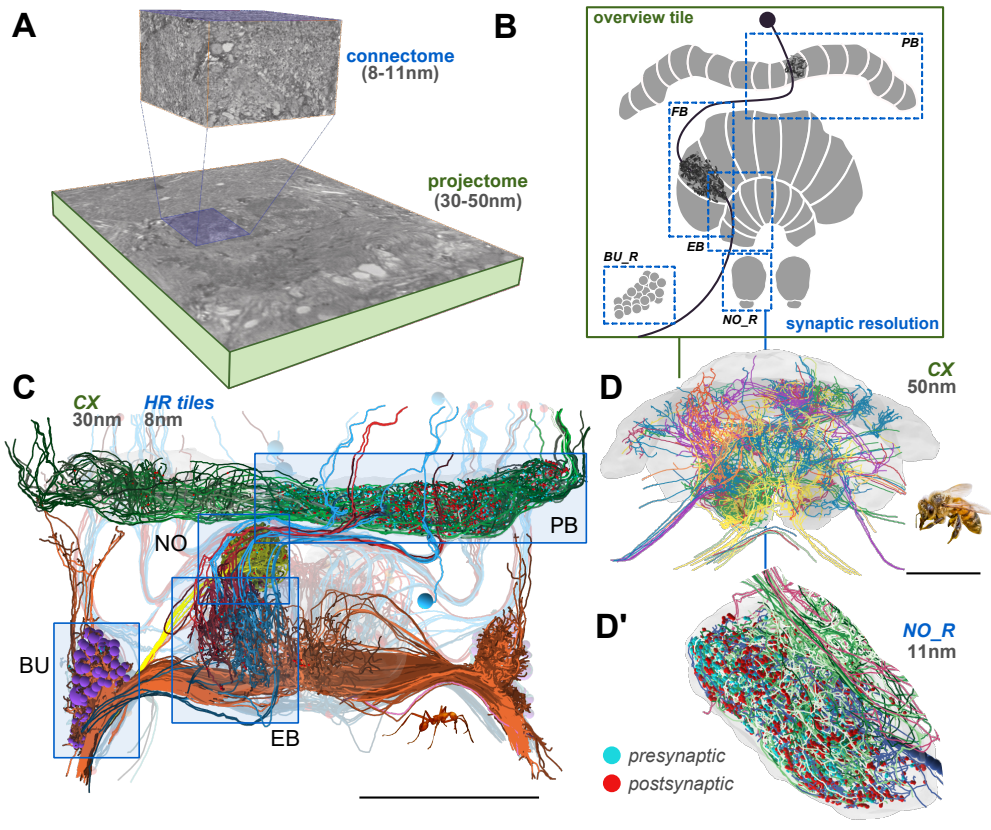 A
connectome
(8-11nm)
projectome
(30-50nm)
B
overview tile
PB
FB
EB
BU_R
NO_R
synaptic resolution
C
CX
30nm
HR tiles
8nm
NO
PB
BU
EB
D
CX
50nm
D'
NO_R
11nm
presynaptic
postsynaptic